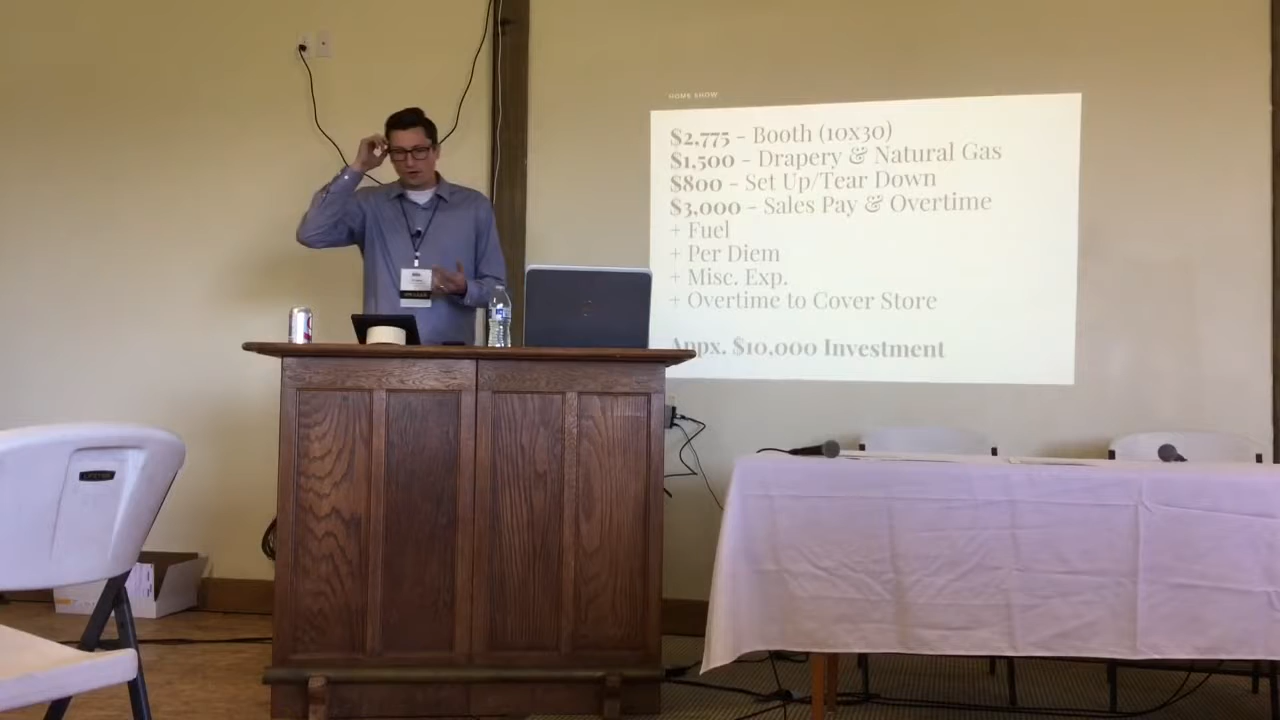 HOME SHOW
$2,775 - Booth (10x30)
$1,500 - Drapery & Natural Gas
$800 - Set Up/Tear Down
$3,000 - Sales Pay & Overtime
+ Fuel
+ Per Diem
+ Misc. Exp.
+ Overtime to Cover Store
Appx. $10,000 Investment
LIFETIME